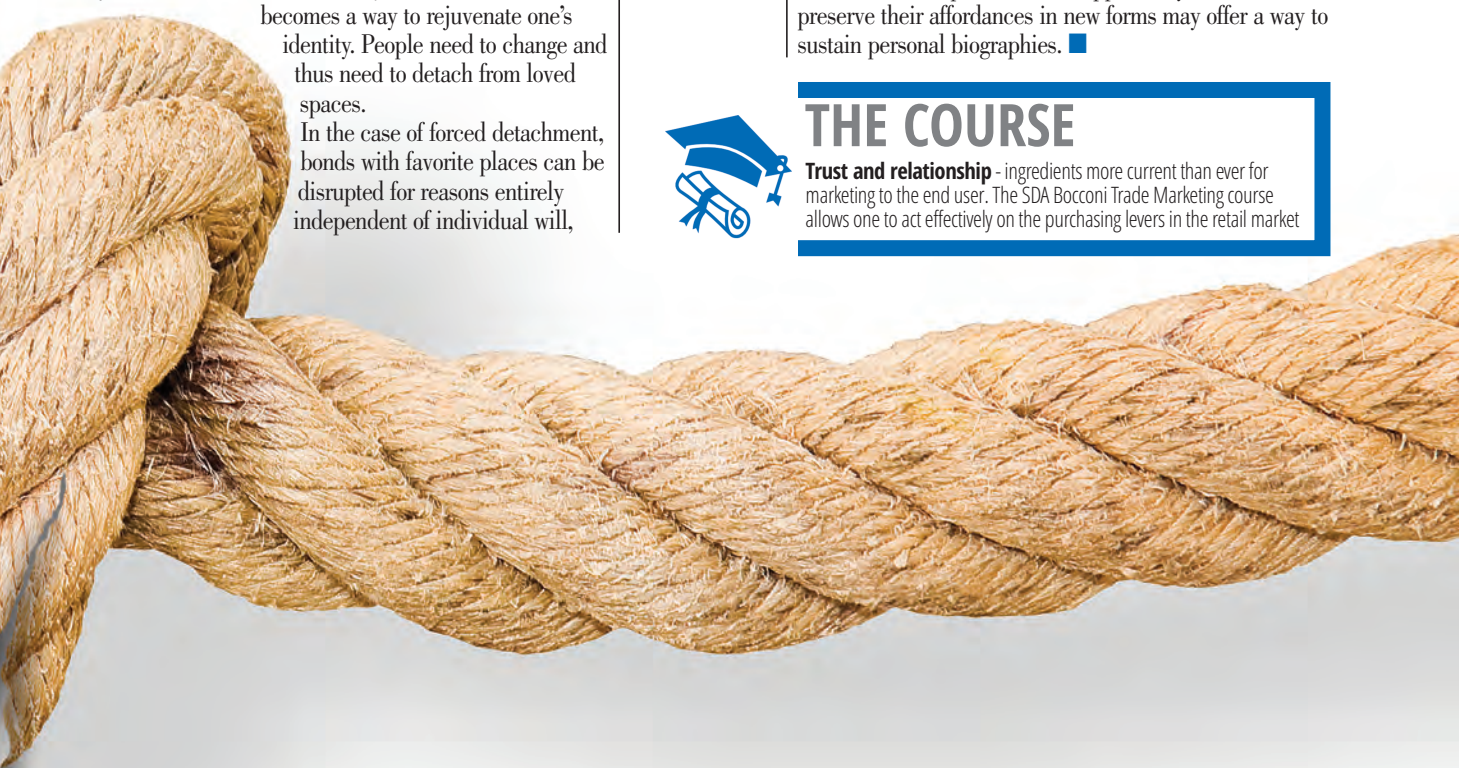 becomes a way to rejuvenate one’s
identity. People need to change and
thus need to detach from loved
spaces.
In the case of forced detachment,
bonds with favorite places can be
disrupted for reasons entirely
independent of individual will,
preserve their affordances in new forms may offer a way to
sustain personal biographies.
THE COURSE
Trust and relationship - ingredients more current than ever for
marketing to the end user. The SDA Bocconi Trade Marketing course
allows one to act effectively on the purchasing levers in the retail market